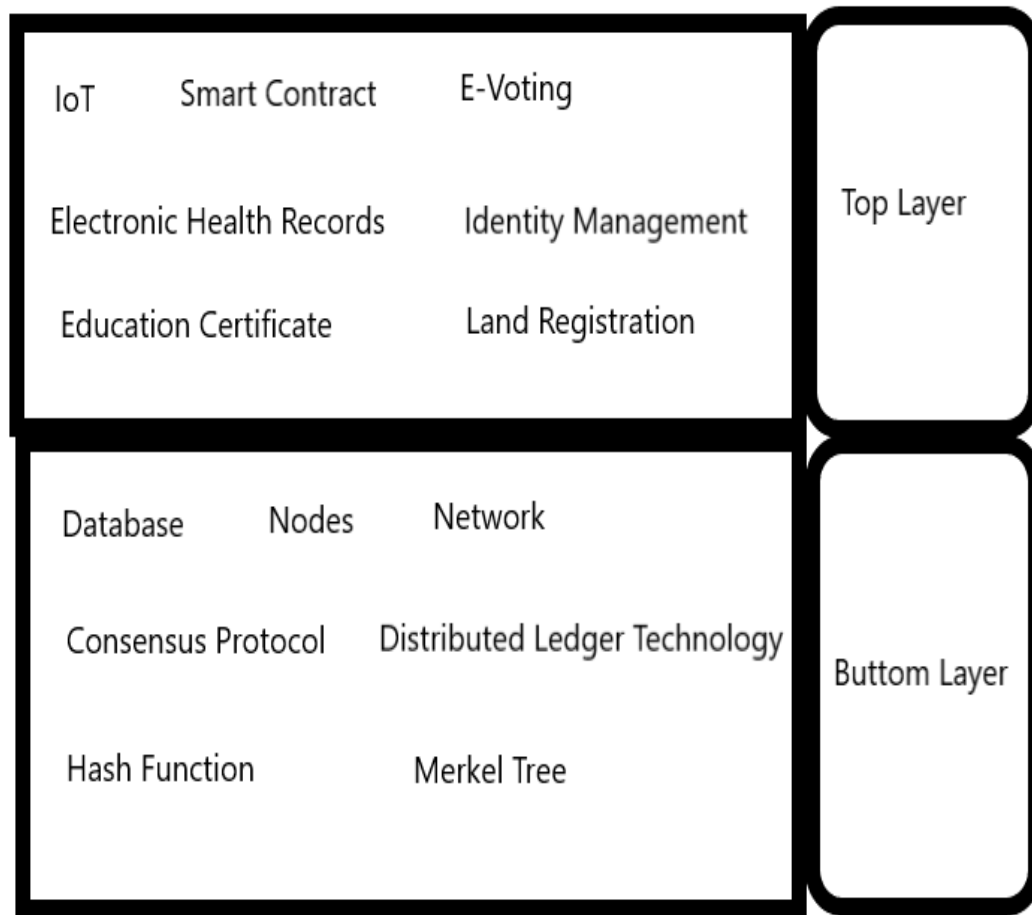 IoT Smart Contract E-Voting
Electronic Health Records Identity Management
Education Certificate Land Registration
Top Layer
Database Nodes Network
Consensus Protocol Distributed Ledger Technology
Hash Function Merkel Tree
Buttom Layer